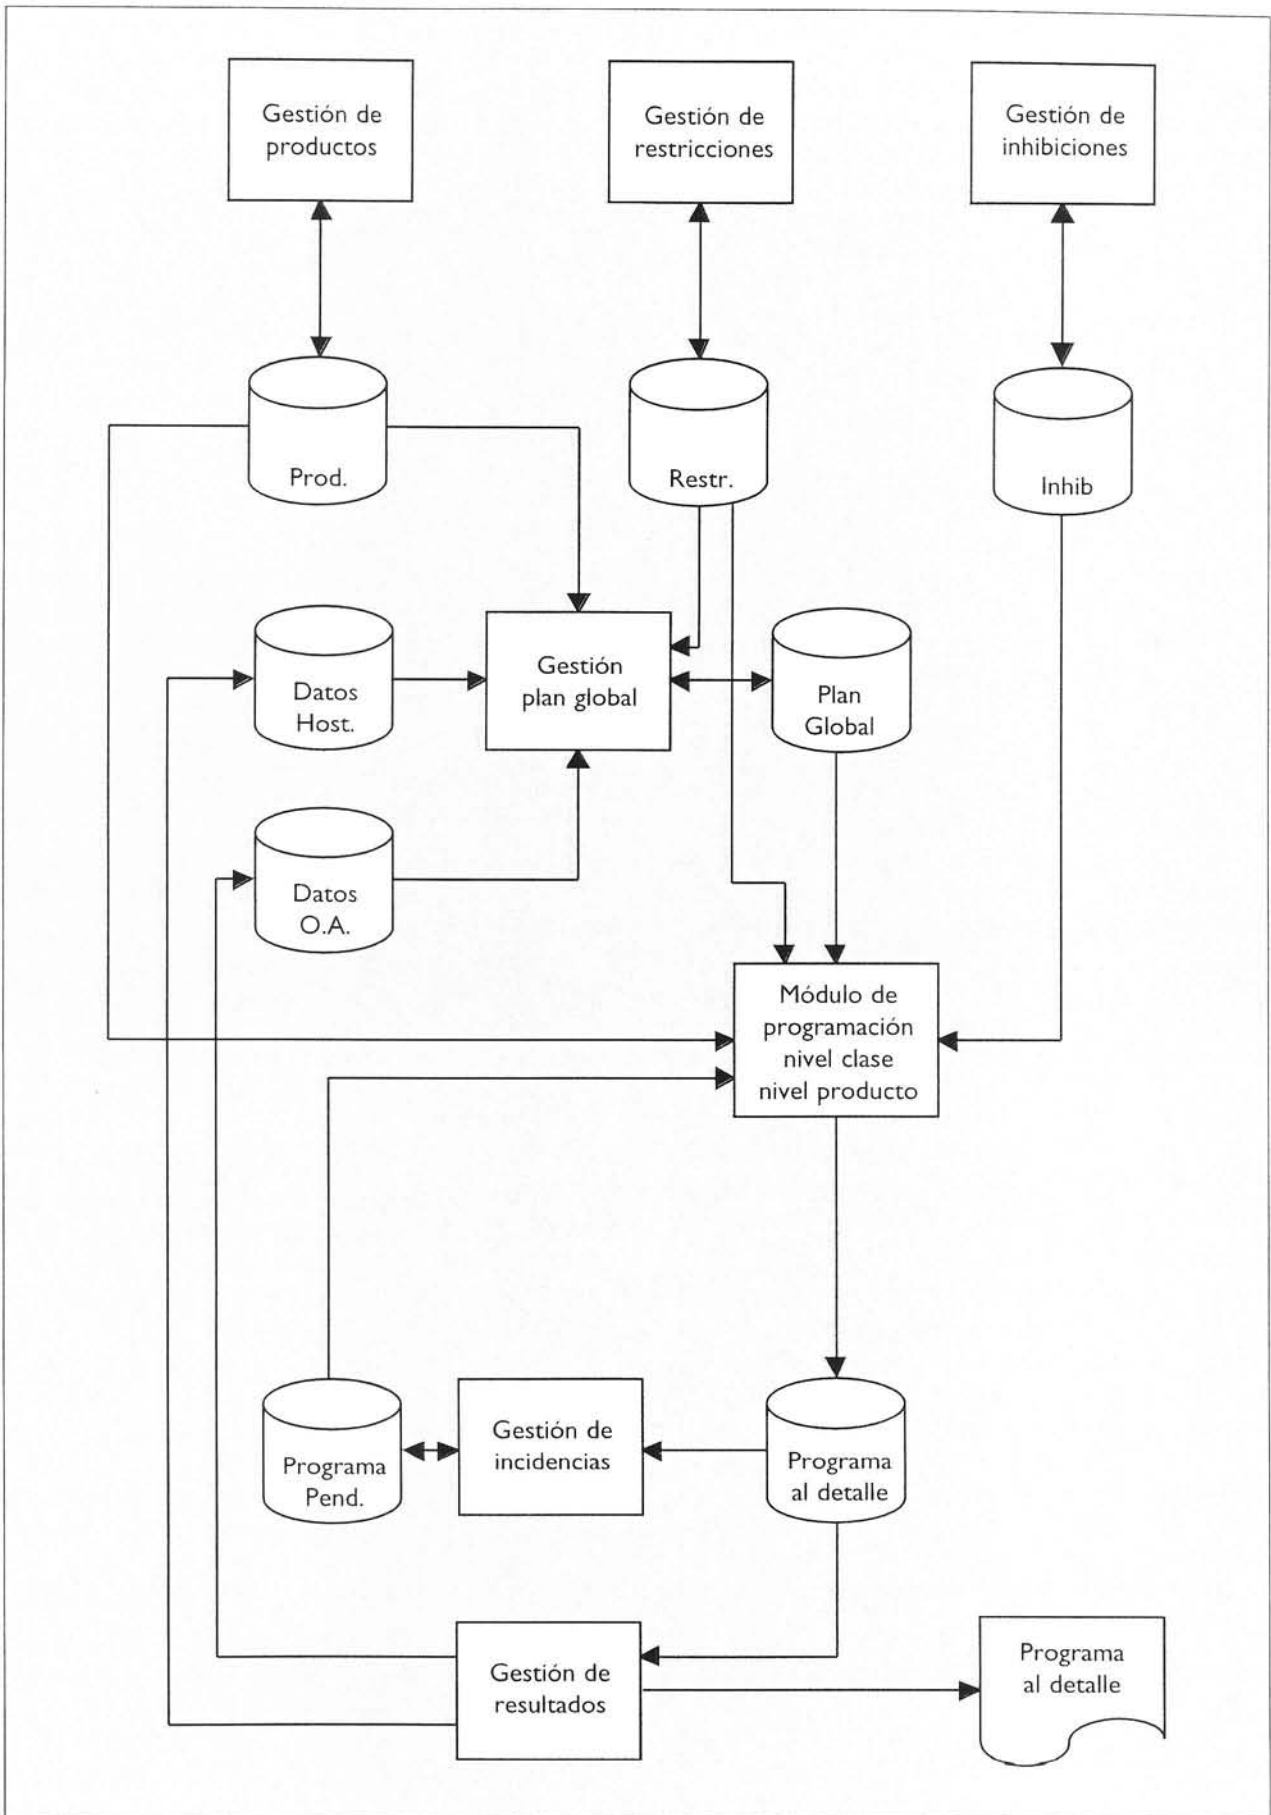 Gestión de
productos
Gestión de
restricciones
Gestión de
inhibiciones
Prod.
Restr.
Inhib
Datos
Host.
Gestión
plan global
Plan
Global
Datos
O.A.
Módulo de
programación
nivel clase
nivel producto
Programa
Pend.
Gestión de
incidencias
Programa
al detalle
Gestión de
resultados
Programa
al detalle